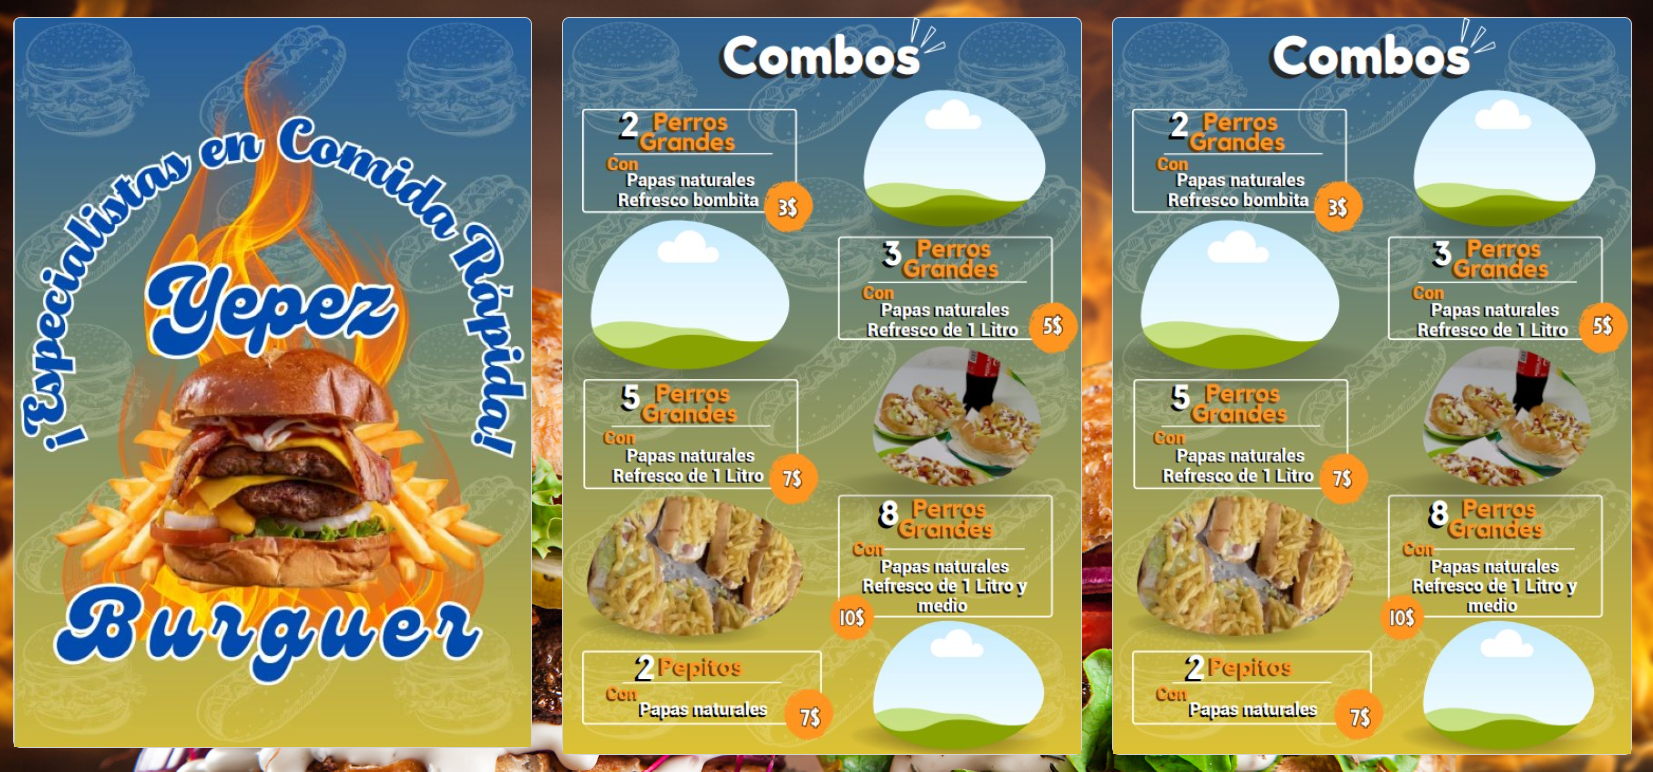 ¡Especialistas en Comida Rápida!
Yepez
Burguer
Combos
2 Perros
Grandes
Con
Papas naturales
Refresco bombita
3$
3 Perros
Grandes
Con
Papas naturales
Refresco de 1 Litro
5$
5 Perros
Grandes
Con
Papas naturales
Refresco de 1 Litro
7$
8 Perros
Grandes
Con
Papas naturales
Refresco de 1 Litro y
medio
10$
2 Pepitos
Con
Papas naturales
7$
Combos
2 Perros
Grandes
Con
Papas naturales
Refresco bombita
3$
3 Perros
Grandes
Con
Papas naturales
Refresco de 1 Litro
5$
5 Perros
Grandes
Con
Papas naturales
Refresco de 1 Litro
7$
8 Perros
Grandes
Con
Papas naturales
Refresco de 1 Litro y
medio
10$
2 Pepitos
Con
Papas naturales
7$